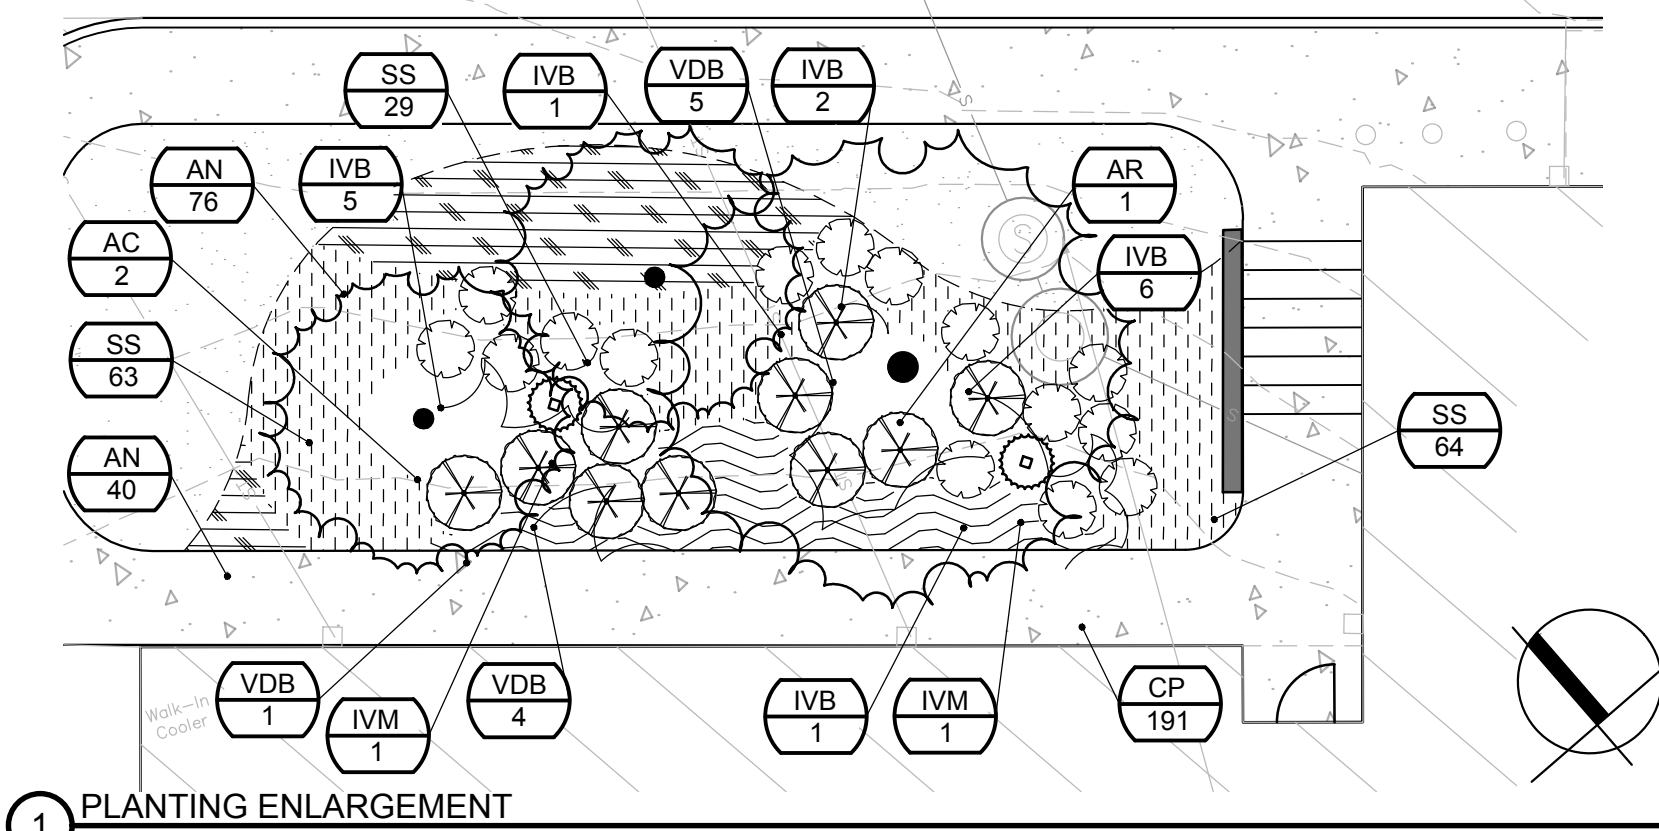 SS
29
IVB
1
VDB
5
IVB
2
AN
76
IVB
5
AR
1
AC
2
IVB
6
SS
63
SS
64
AN
40
VDB
1
IVM
1
VDB
4
IVB
1
IVM
1
CP
191
Walk-In
Cooler
S
S
S
S
1 PLANTING ENLARGEMENT